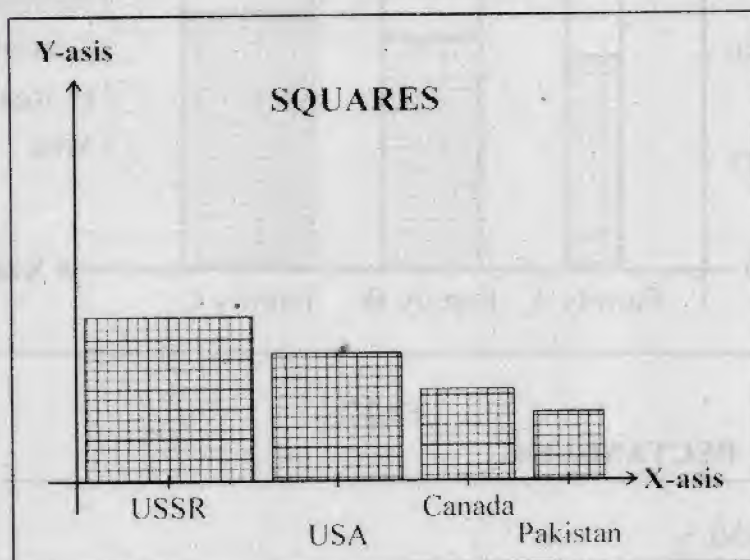 Y-asis
SQUARES
X-asis
USSR
USA
Canada
Pakistan